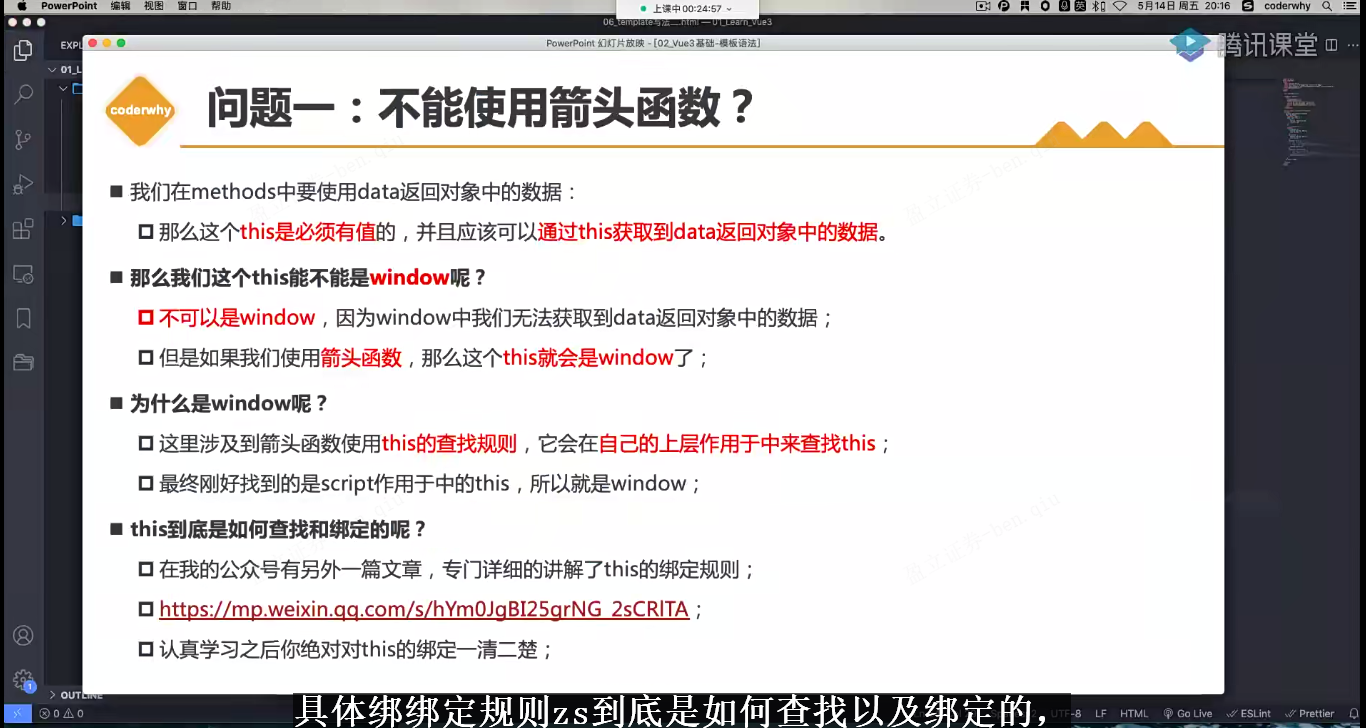 PowerPoint 编辑 视图 窗口 帮助
上课中 00:24:57
5月14日 周五 20:16 coderwhy
PowerPoint 幻灯片放映 - [02_Vue3基础-模板语法]
腾讯课堂
EXPL
01_L
coderwhy
问题一：不能使用箭头函数？
我们在methods中要使用data返回对象中的数据：
那么这个this是必须有值的，并且应该可以通过this获取到data返回对象中的数据。
那么我们这个this能不能是window呢？
不可以是window，因为window中我们无法获取到data返回对象中的数据；
但是如果我们使用箭头函数，那么这个this就会是window了；
为什么是window呢？
这里涉及到箭头函数使用this的查找规则，它会在自己的上层作用于中来查找this；
最终刚好找到的是script作用于中的this，所以就是window；
this到底是如何查找和绑定的呢？
在我的公众号有另外一篇文章，专门详细的讲解了this的绑定规则；
https://mp.weixin.qq.com/s/hYm0JgBI25grNG_2sCRlTA；
认真学习之后你绝对对this的绑定一清二楚；
OUTLINE
具体绑绑定规则zs到底是如何查找以及绑定的，
0 0
UTF-8 LF HTML Go Live ESLint Prettier